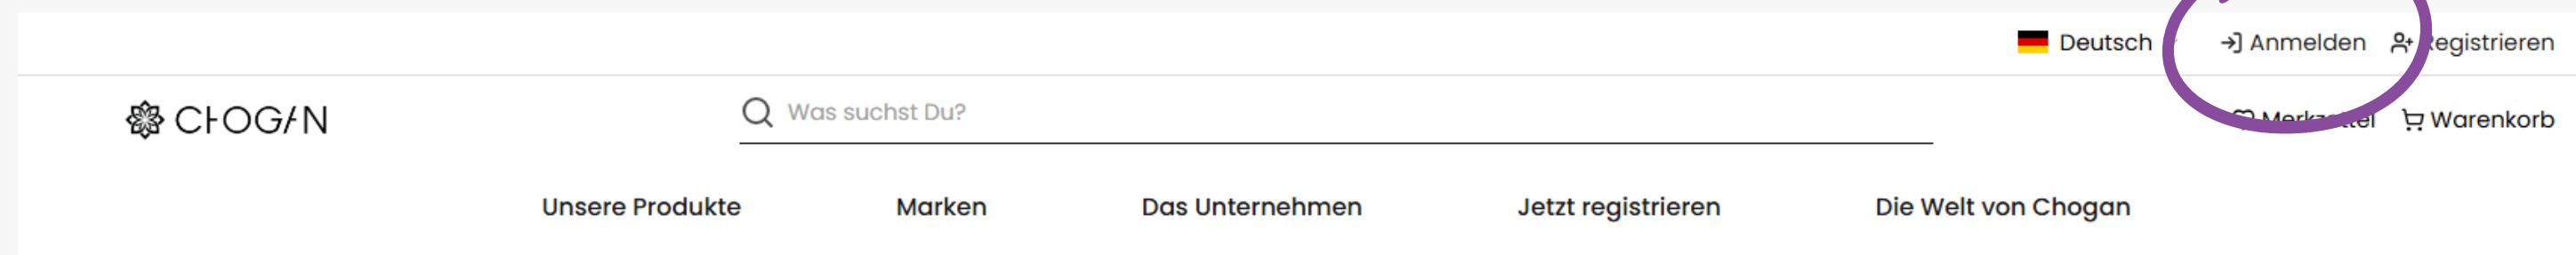 Deutsch Anmelden Registrieren
CHOGAN Was suchst Du? Merkzettel Warenkorb
Unsere Produkte Marken Das Unternehmen Jetzt registrieren Die Welt von Chogan